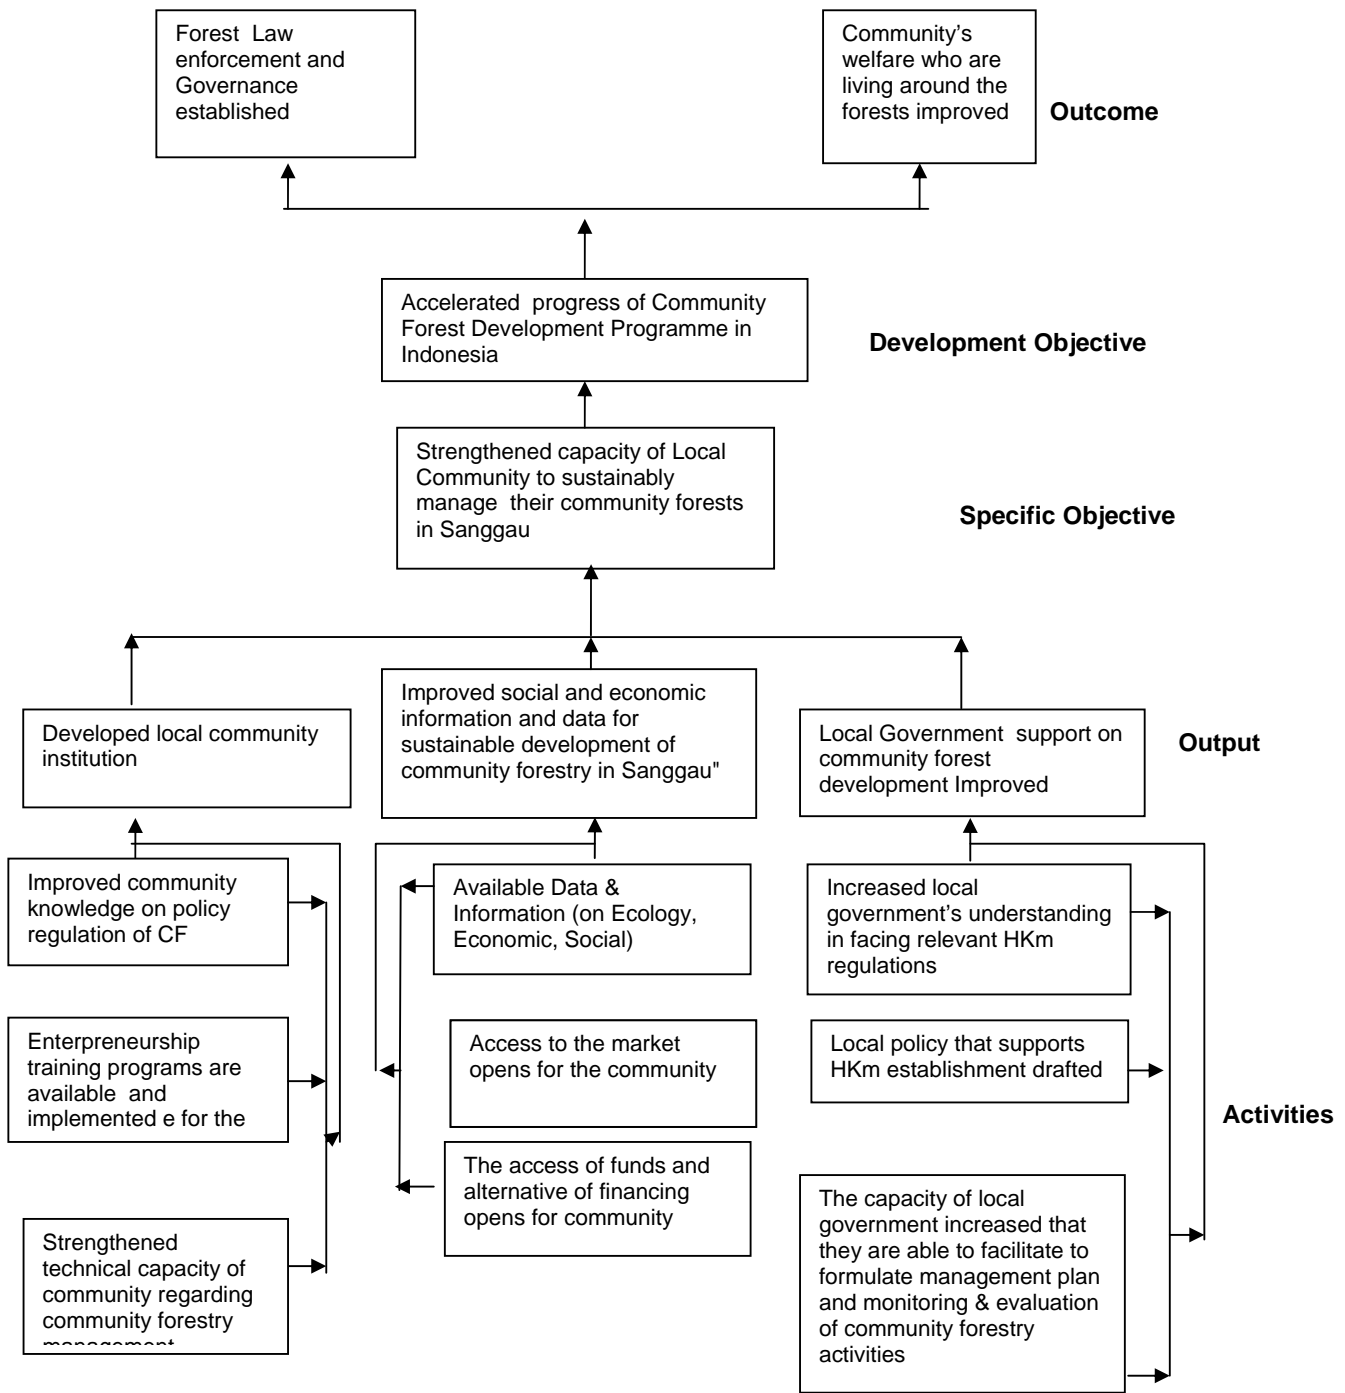 Forest Law
enforcement and
Governance
established
Community's
welfare who are
living around the
forests improved
Outcome
Accelerated progress of Community
Forest Development Programme in
Indonesia
Development Objective
Strengthened capacity of Local
Community to sustainably
manage their community forests
in Sanggau
Specific Objective
Developed local community
institution
Improved social and economic
information and data for
sustainable development of
community forestry in Sanggau"
Local Government support on
community forest
development Improved
Output
Improved community
knowledge on policy
regulation of CF
Enterpreneurship
training programs are
available and
implemented e for the
Strengthened
technical capacity of
community regarding
community forestry
management
Available Data &
Information (on Ecology,
Economic, Social)
Access to the market
opens for the community
The access of funds and
alternative of financing
opens for community
Increased local
government's understanding
in facing relevant HKm
regulations
Local policy that supports
HKm establishment drafted
The capacity of local
government increased that
they are able to facilitate to
formulate management plan
and monitoring & evaluation
of community forestry
activities
Activities